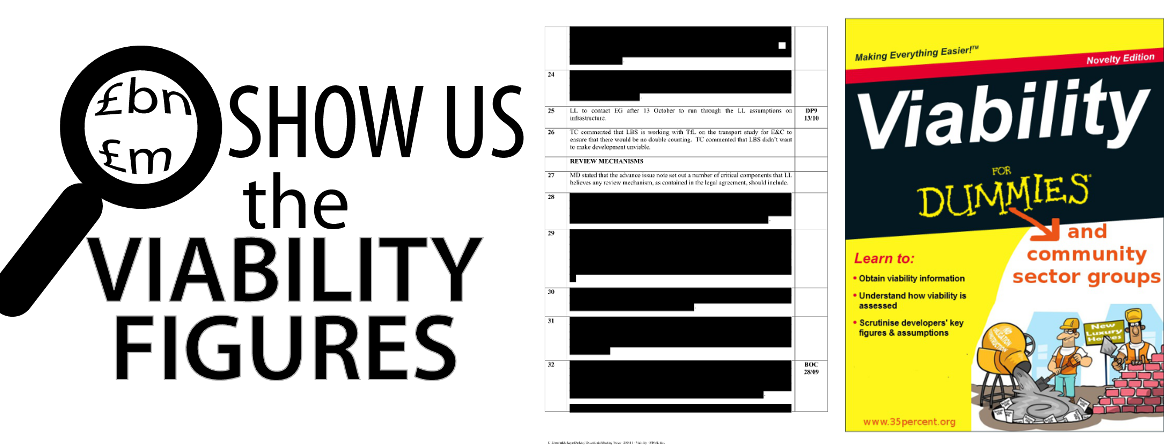 £bn
£m
SHOW US
the
VIABILITY
FIGURES
24
25 LL to contact EG after 13 October to run through the LL assumptions on DP9
infrastructure. 13/10
26 TC commented that LBS is working with TfL on the transport study for E&C to
ensure that there would be no double counting. TC commented that LBS didn't want
to make development unviable.
REVIEW MECHANISMS
27 MD stated that the advance issue note set out a number of critical components that LL
believes any review mechanism, as contained in the legal agreement, should include.
28
29
30
31
32 BOC
28/09
Making Everything Easier!™
Novelty Edition
Viability
FOR
DUMMIES
and
community
sector groups
Learn to:
• Obtain viability information
• Understand how viability is
assessed
• Scrutinise developers' key
figures & assumptions
New
Luxury
Homes
www.35percent.org